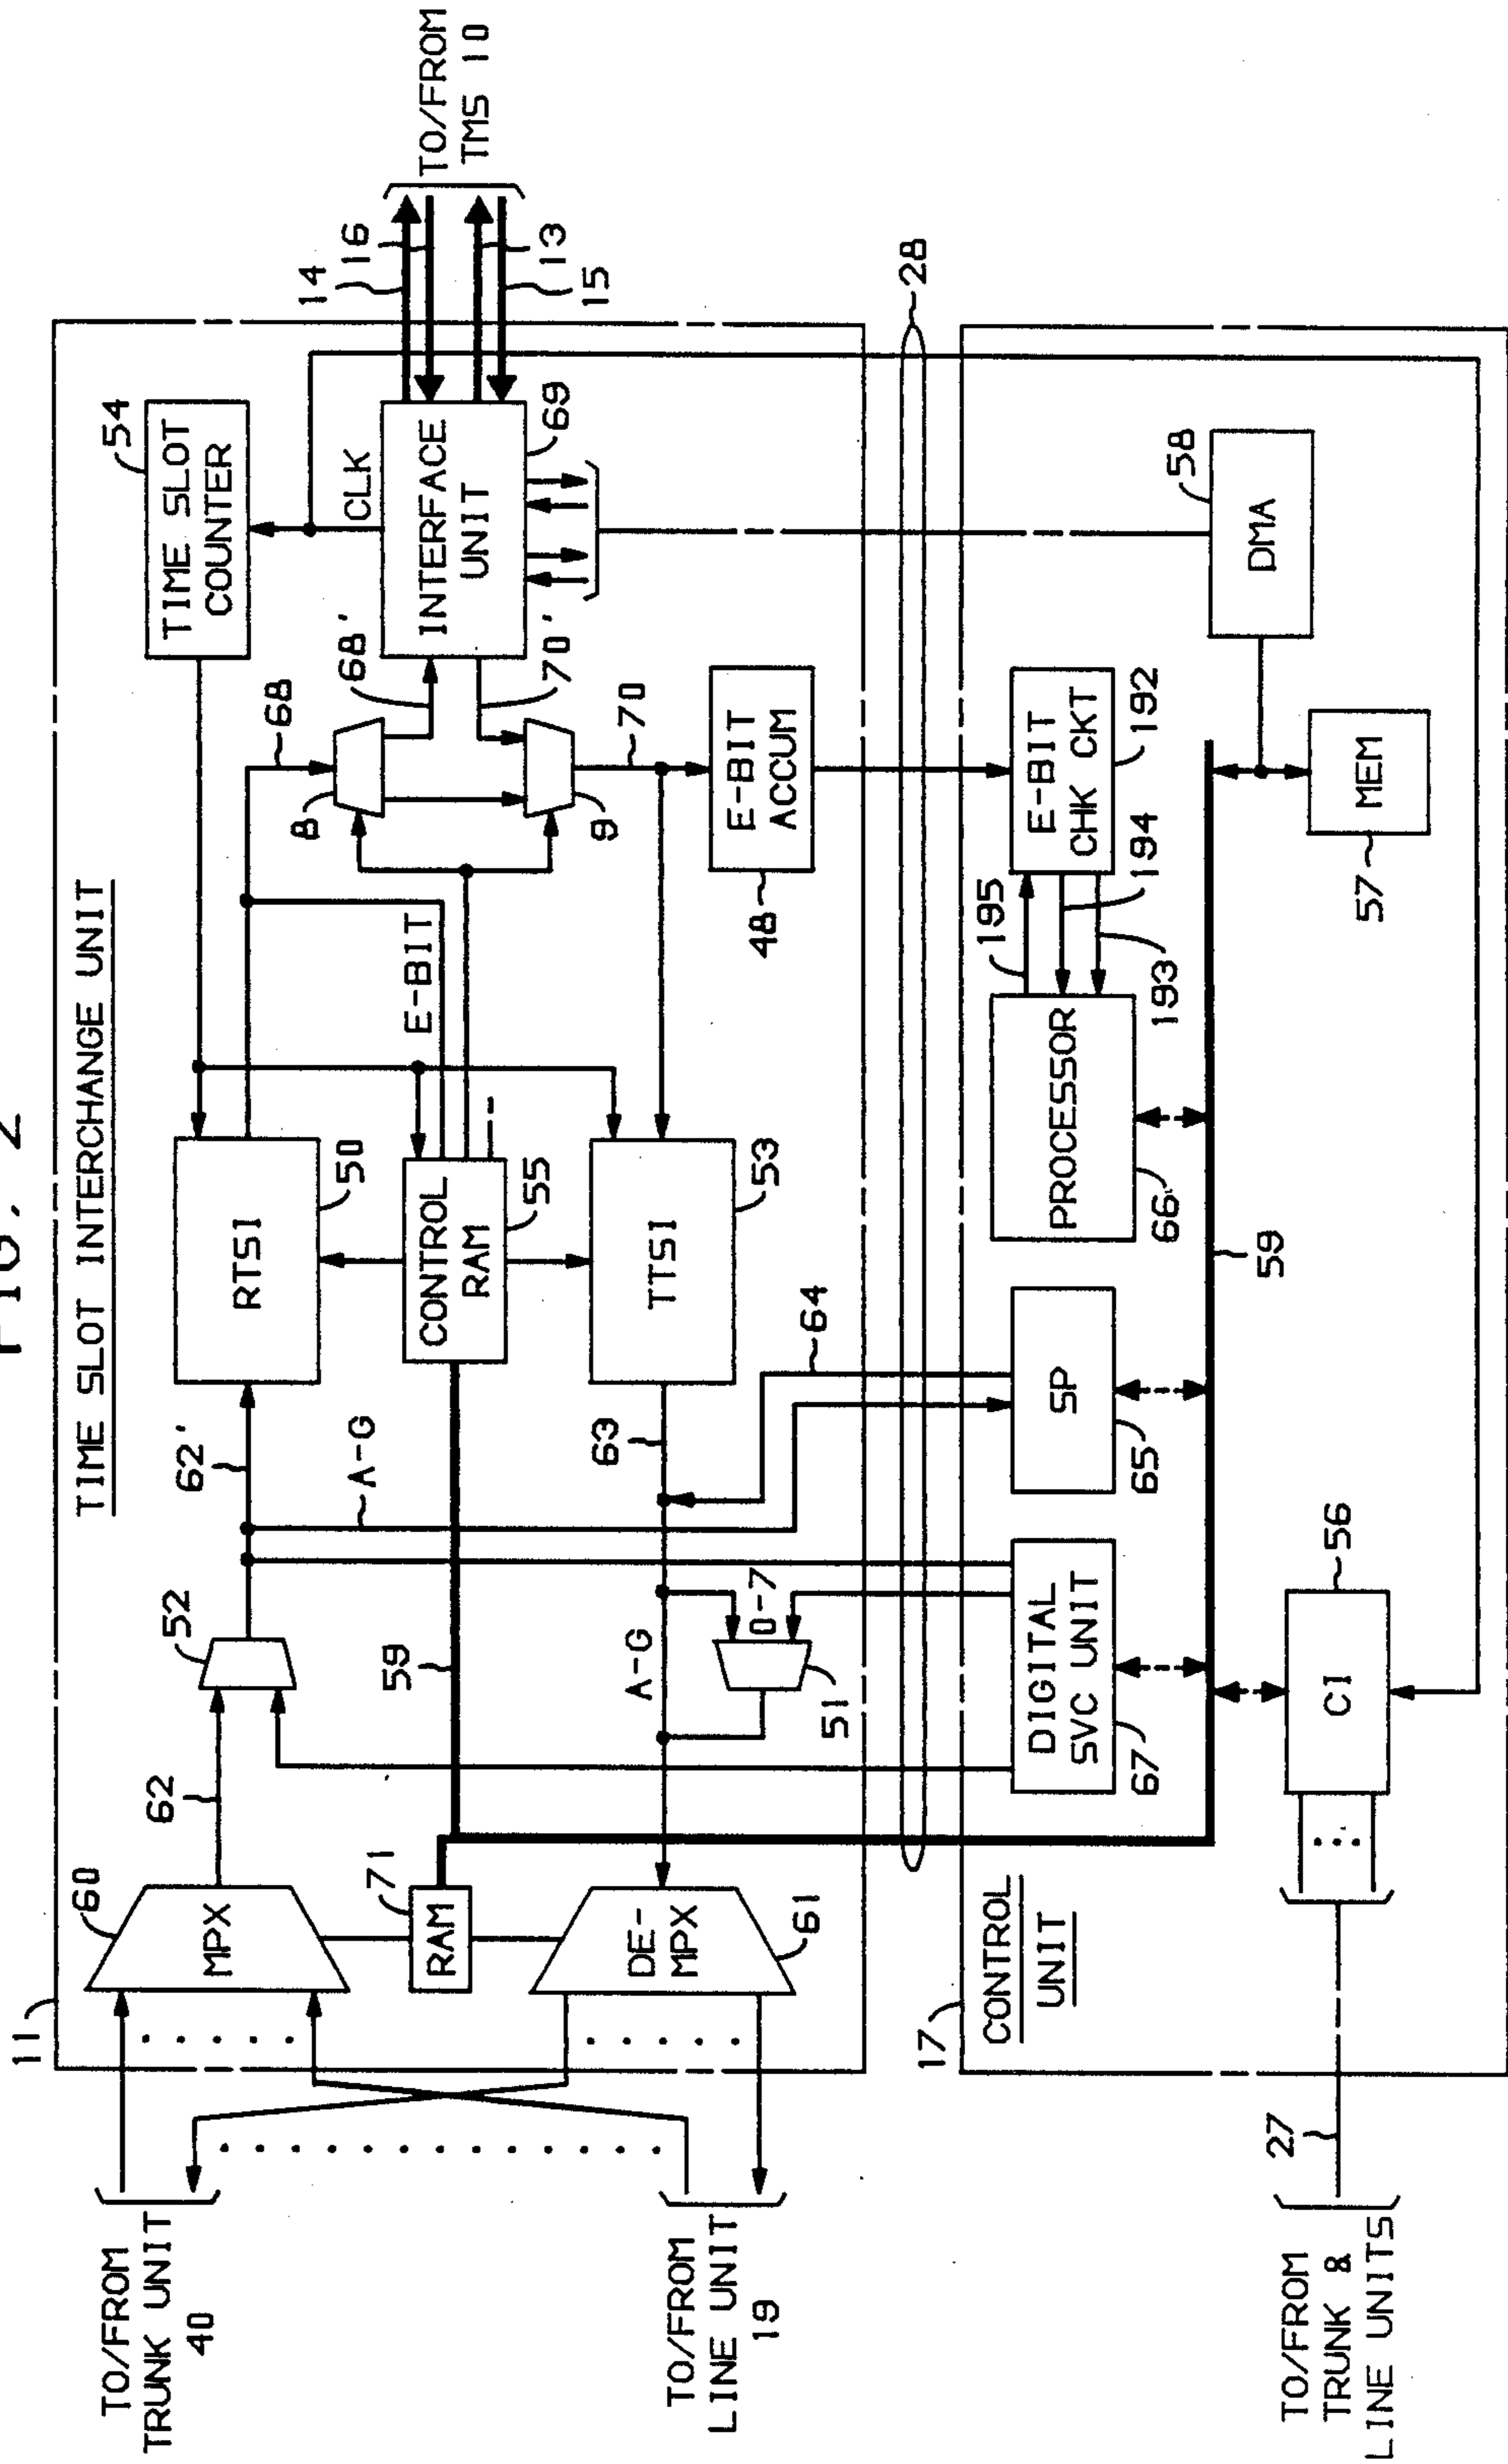 FIG. 2
TIME SLOT INTERCHANGE UNIT
11
TO/FROM
TRUNK UNIT
40
TO/FROM
LINE UNIT
19
60
MPX
62
52
62'
A-G
RTSI
50
71
RAM
59
CONTROL
RAM
55
E-BIT
DE-
MPX
61
A-G
0-7
51
63
64
TTSI
53
TIME SLOT
COUNTER
54
68
8
68'
CLK
INTERFACE
UNIT
69
70'
9
70
E-BIT
ACCUM
48
14
16
13
15
TO/FROM
TMS 10
28
17
CONTROL
UNIT
DIGITAL
SVC UNIT
67
SP
65
PROCESSOR
66
195
194
193
E-BIT
CHK CKT
192
DMA
58
59
MEM
57
CI
56
27
TO/FROM
TRUNK &
LINE UNITS